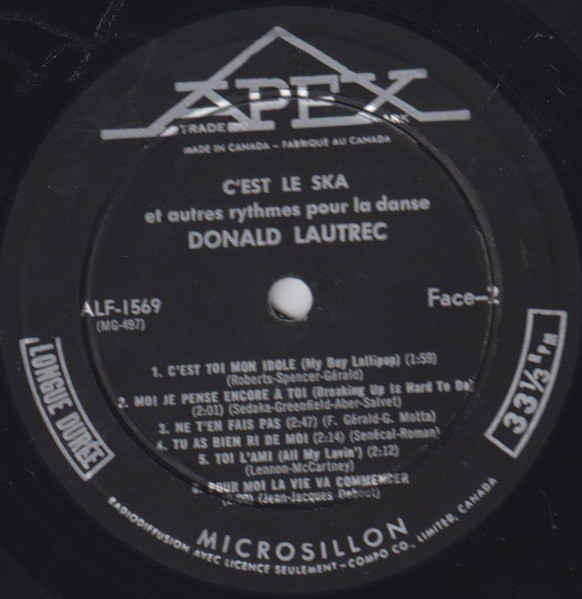 APEX
TRADE MARK
MADE IN CANADA - FABRIQUE AU CANADA
C'EST LE SKA
et autres rythmes pour la danse
DONALD LAUTREC
ALF-1569
(MG-497)
Face-2
1. C'EST TOI MON IDOLE (My Boy Lollipop) (1:59)
(Roberts-Spencer-Gérald)
2. MOI JE PENSE ENCORE A TOI (Breaking Up Is Hard To Do)
(2:01) (Sedaka-Greenfield-Aber-Salvet)
3. NE T'EN FAIS PAS (2:47) (F. Gérald-G. Motta)
4. TU AS BIEN RI DE MOI (2:14) (Senécal-Roman)
5. TOI L'AMI (All My Lovin') (2:12)
(Lennon-McCartney)
6. POUR MOI LA VIE VA COMMENCER
(Jean-Jacques Debout)
LONGUE DURÉE
33 1/3 RPM
MICROSILLON
RADIODIFFUSION AVEC LICENCE SEULEMENT-COMPO CO., LIMITED, CANADA